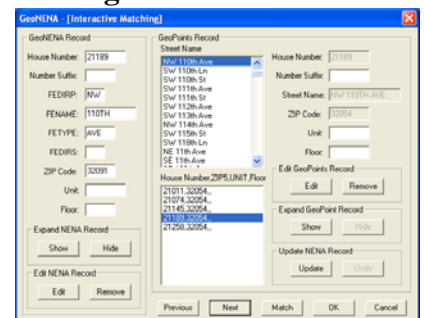 GeoNENA - [Interactive Matching]
GeoNENA Record
House Number: 21189
Number Suffix:
FEDIRP: NW
FENAME: 110TH
FETYPE: AVE
FEDIRS:
ZIP Code: 32091
Unit:
Floor:
Expand NENA Record
Show Hide
Edit NENA Record
Edit Remove
GeoPoints Record
Street Name
NW 110th Ave
SW 110th Ln
SW 110th St
SW 111th Ave
SW 111th St
SW 112th Ave
SW 113th Ave
NW 114th Ave
SW 115th St
SW 118th Ln
NE 11th Ave
SE 11th Ave
House Number,ZIP5,UNIT,Floor
21011,32054,,
21074,32054,,
21145,32054,,
21189,32054,,
21258,32054,,
House Number: 21189
Number Suffix:
Street Name: NW 110TH AVE
ZIP Code: 32054
Unit:
Floor:
Edit GeoPoints Record
Edit Remove
Expand GeoPoint Record
Show Hide
Update NENA Record
Update Undo
Previous Next Match OK Cancel